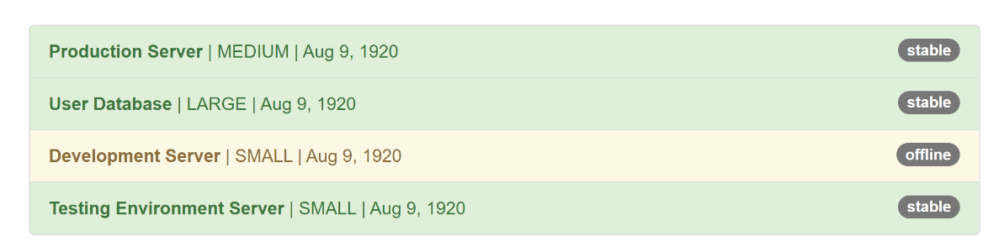 Production Server | MEDIUM | Aug 9, 1920 stable
User Database | LARGE | Aug 9, 1920 stable
Development Server | SMALL | Aug 9, 1920 offline
Testing Environment Server | SMALL | Aug 9, 1920 stable